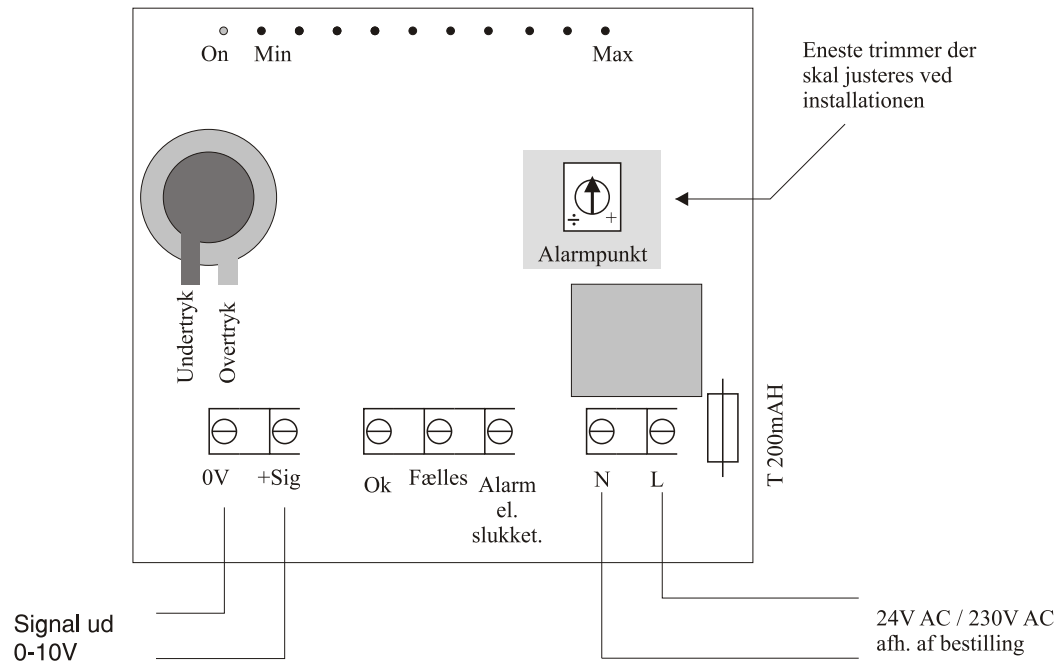 On Min Max
Eneste trimmer der
skal justeres ved
installationen
÷ +
Alarmpunkt
Undertryk
Overtryk
T 200mAH
0V +Sig Ok Fælles Alarm
el.
slukket.
N L
Signal ud
0-10V
24V AC / 230V AC
afh. af bestilling